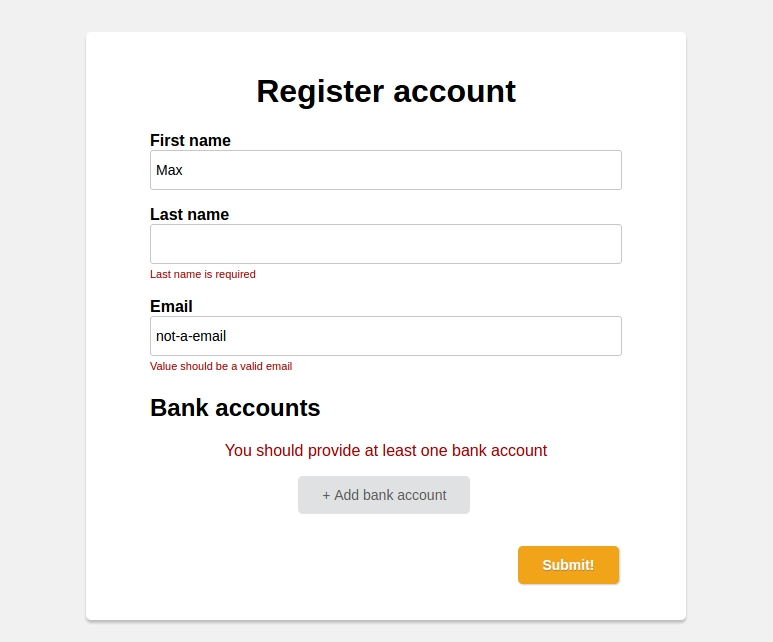 Register account
First name
Max
Last name
Last name is required
Email
not-a-email
Value should be a valid email
Bank accounts
You should provide at least one bank account
+ Add bank account
Submit!